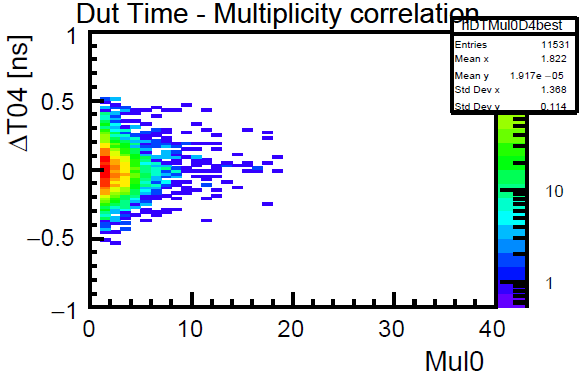 Dut Time - Multiplicity correlation
hDTMul0D4best
Entries 11531
Mean x 1.822
Mean y 1.917e −05
Std Dev x 1.368
Std Dev y 0.114
ΔT04 [ns]
1
0.5
0
−0.5
−1
10
1
0 10 20 30 40
Mul0